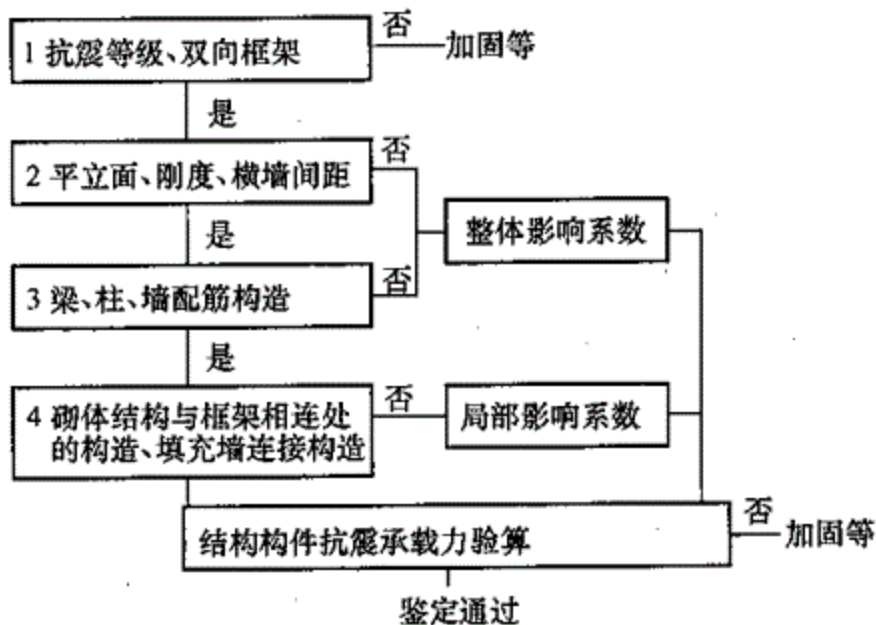 1 抗震等级、双向框架
否
加固等
是
2 平立面、刚度、横墙间距
否
整体影响系数
是
3 梁、柱、墙配筋构造
否
是
4 砌体结构与框架相连处
的构造、填充墙连接构造
否
局部影响系数
结构构件抗震承载力验算
否
加固等
鉴定通过